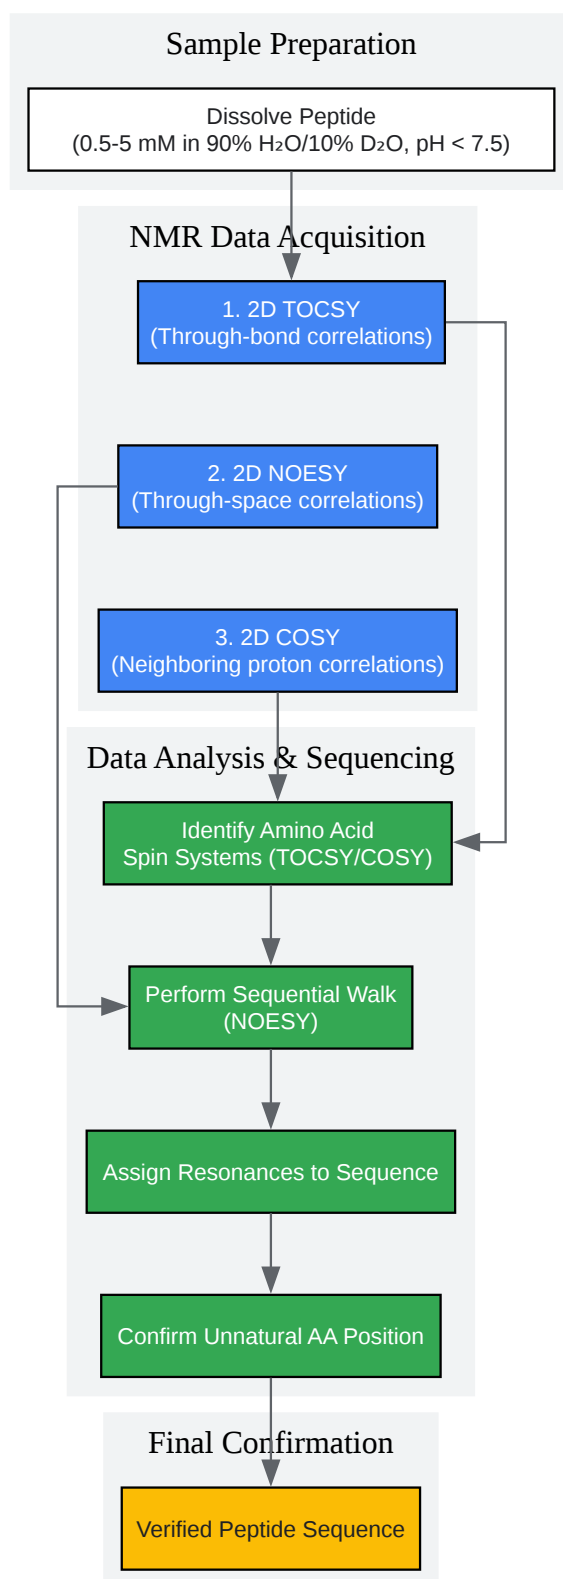 Sample Preparation
Dissolve Peptide
(0.5-5 mM in 90% H₂O/10% D₂O, pH < 7.5)
NMR Data Acquisition
1. 2D TOCSY
(Through-bond correlations)
2. 2D NOESY
(Through-space correlations)
3. 2D COSY
(Neighboring proton correlations)
Data Analysis & Sequencing
Identify Amino Acid
Spin Systems (TOCSY/COSY)
Perform Sequential Walk
(NOESY)
Assign Resonances to Sequence
Confirm Unnatural AA Position
Final Confirmation
Verified Peptide Sequence